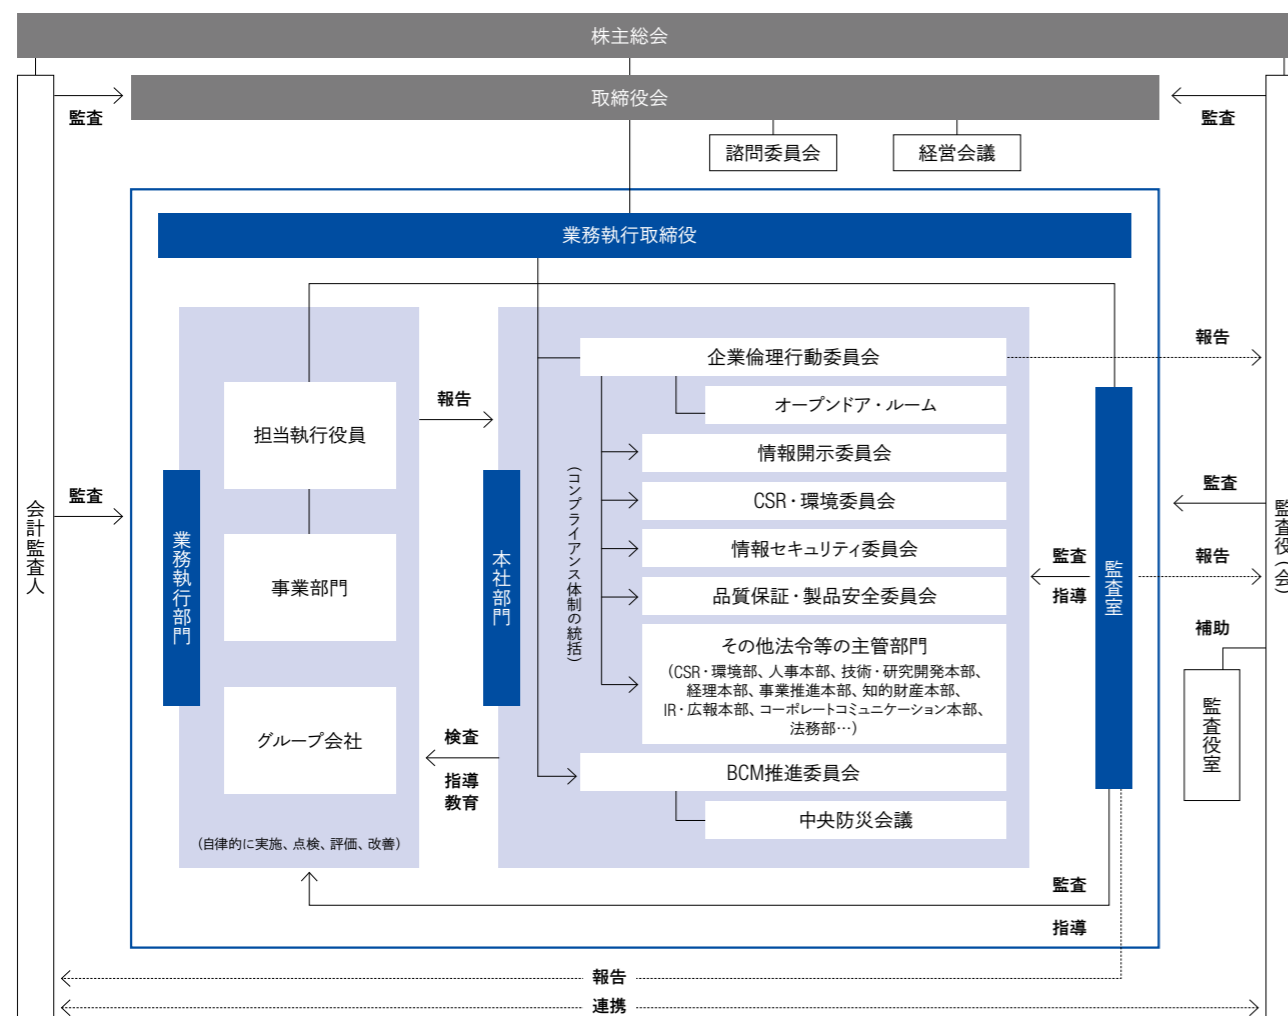 株主総会
取締役会
監査
監査
諮問委員会
経営会議
業務執行取締役
企業倫理行動委員会
報告
オープンドア・ルーム
報告
担当執行役員
情報開示委員会
(コンプライアンス体制の統括)
CSR・環境委員会
監査
監査
会計監査人
監査役(会)
業務執行部門
本社部門
情報セキュリティ委員会
監査
指導
監査室
報告
事業部門
品質保証・製品安全委員会
補助
その他法令等の主管部門
(CSR・環境部、人事本部、技術・研究開発本部、
経理本部、事業推進本部、知的財産本部、
IR・広報本部、コーポレートコミュニケーション本部、
法務部…)
監査役室
グループ会社
検査
指導
教育
BCM推進委員会
中央防災会議
(自律的に実施、点検、評価、改善)
監査
指導
報告
連携